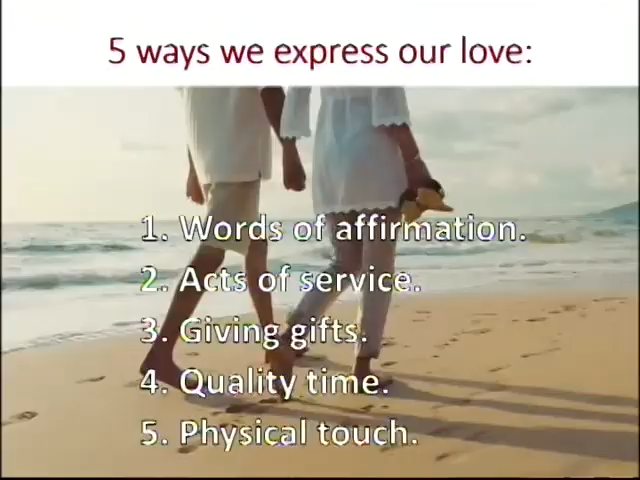 5 ways we express our love:
1. Words of affirmation.
2. Acts of service.
3. Giving gifts.
4. Quality time.
5. Physical touch.